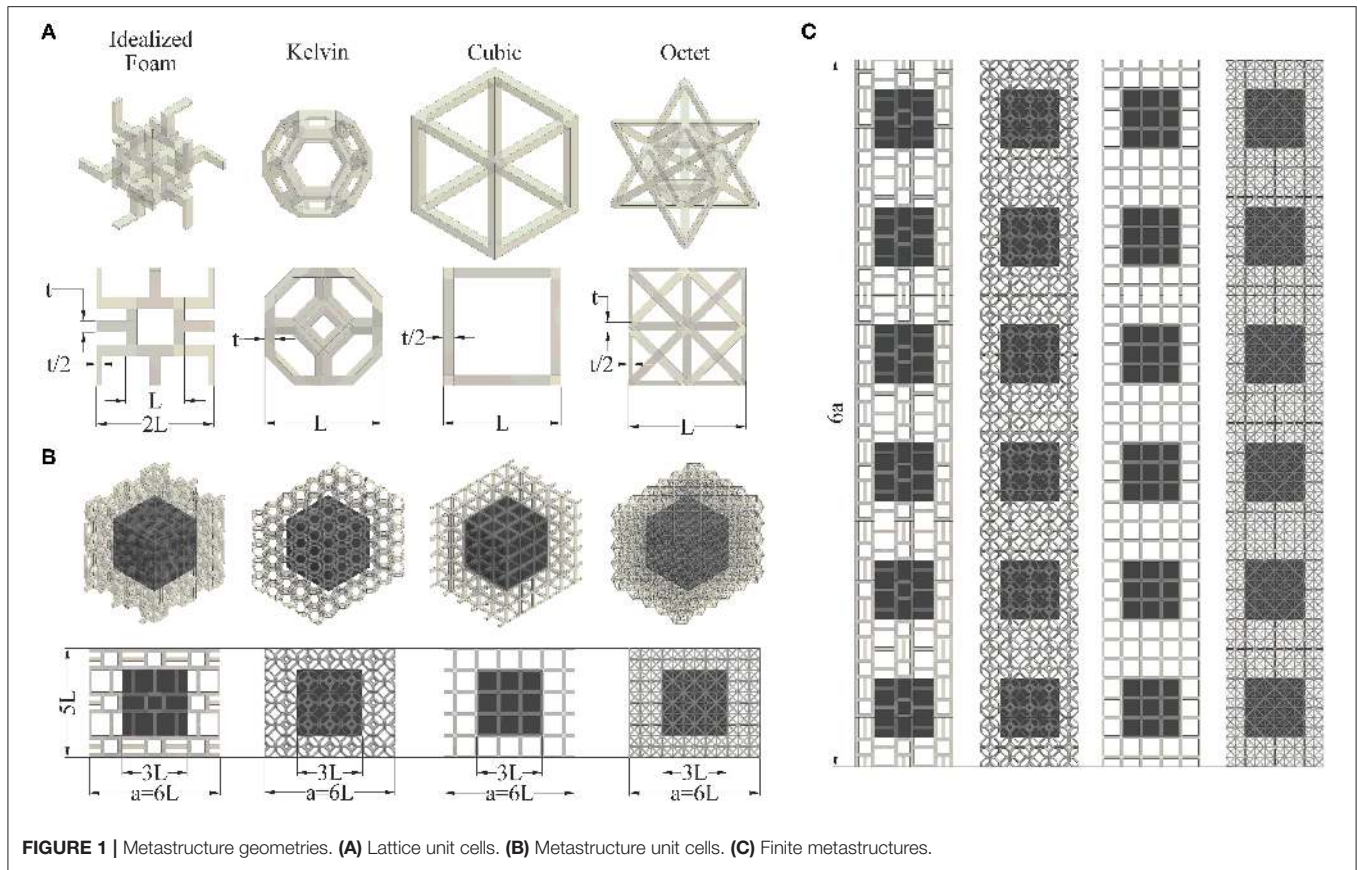 A
Idealized
Foam
Kelvin
Cubic
Octet
t
t/2
L
2L
t
L
t/2
L
t
t/2
L
B
5L
3L
a=6L
3L
a=6L
3L
a=6L
3L
a=6L
C
6a
FIGURE 1 | Metastructure geometries. (A) Lattice unit cells. (B) Metastructure unit cells. (C) Finite metastructures.